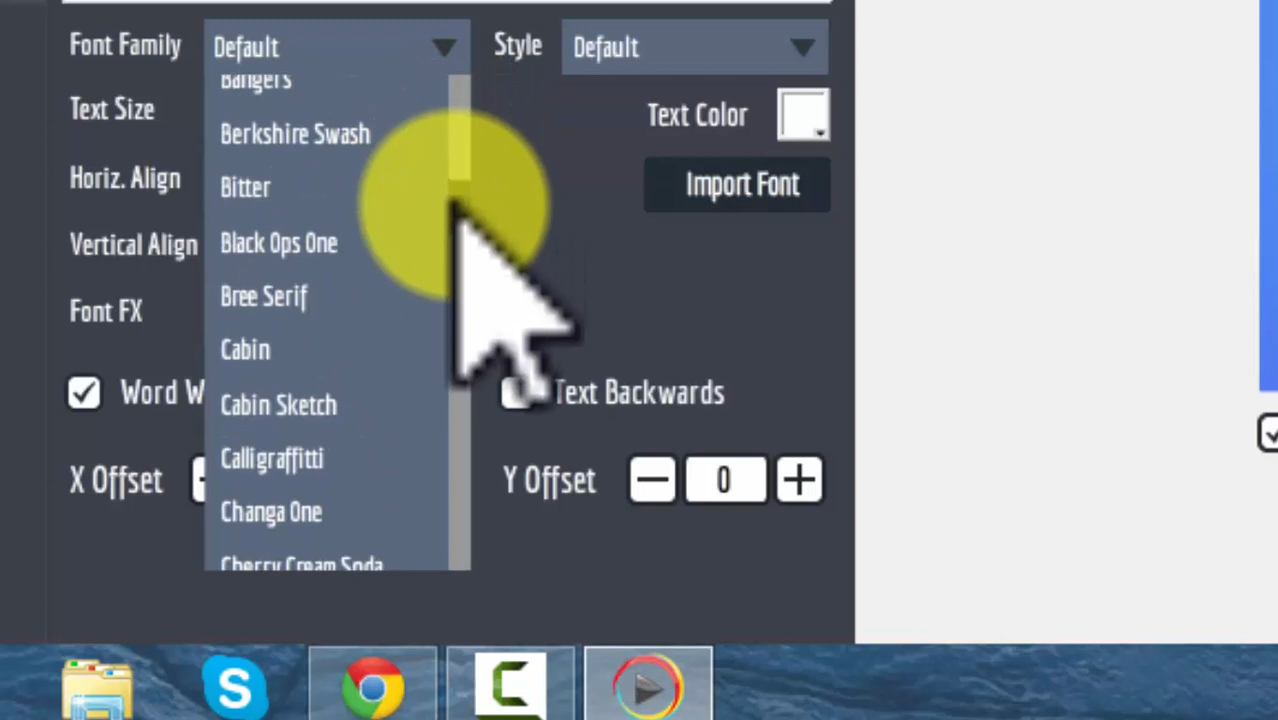 Font Family Default Style Default
Bangers
Text Size Text Color
Berkshire Swash
Horiz. Align Bitter Import Font
Vertical Align Black Ops One
Font FX Bree Serif
Cabin
Word W Cabin Sketch Text Backwards
Calligraffitti
X Offset Y Offset 0
Changa One
Cherry Cream Soda
S
C